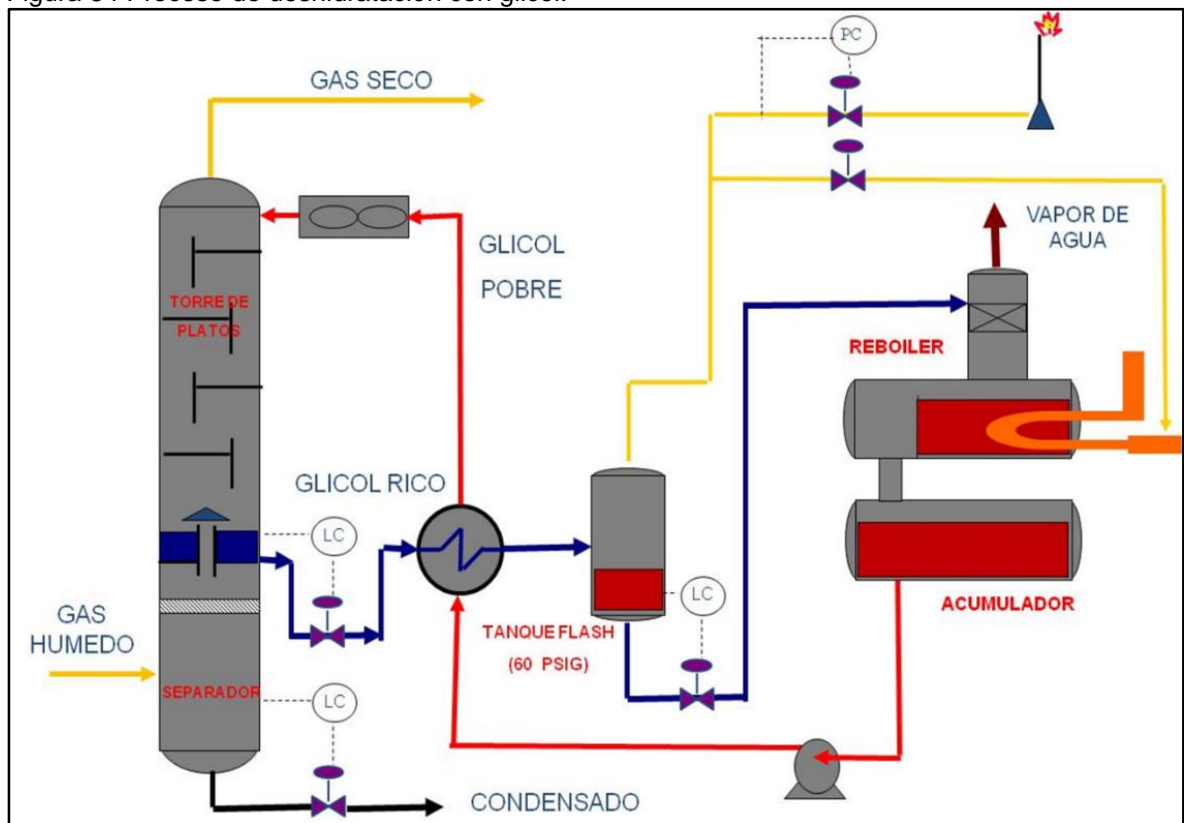 GAS SECO
PC
VAPOR DE
AGUA
GLICOL
POBRE
TORRE DE
PLATOS
REBOILER
GLICOL RICO
LC
LC
GAS
HUMEDO
TANQUE FLASH
(60 PSIG)
ACUMULADOR
SEPARADOR
LC
CONDENSADO